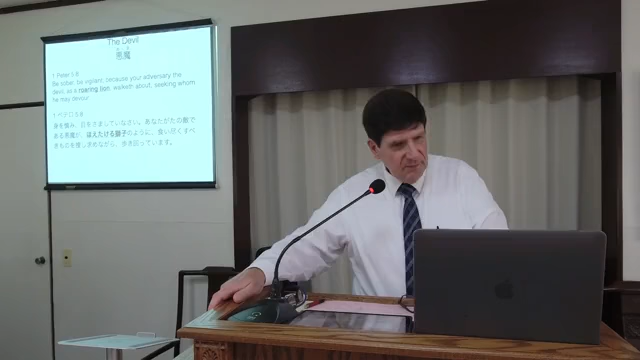 The Devil
あくま
悪魔
1 Peter 5:8
Be sober, be vigilant; because your adversary the
devil, as a roaring lion, walketh about, seeking whom
he may devour:
1 ペテロ 5:8
身を慎み、目をさましていなさい。あなたがたの敵で
ある悪魔が、ほえたける獅子のように、食い尽くすべ
きものを捜し求めながら、歩き回っています。